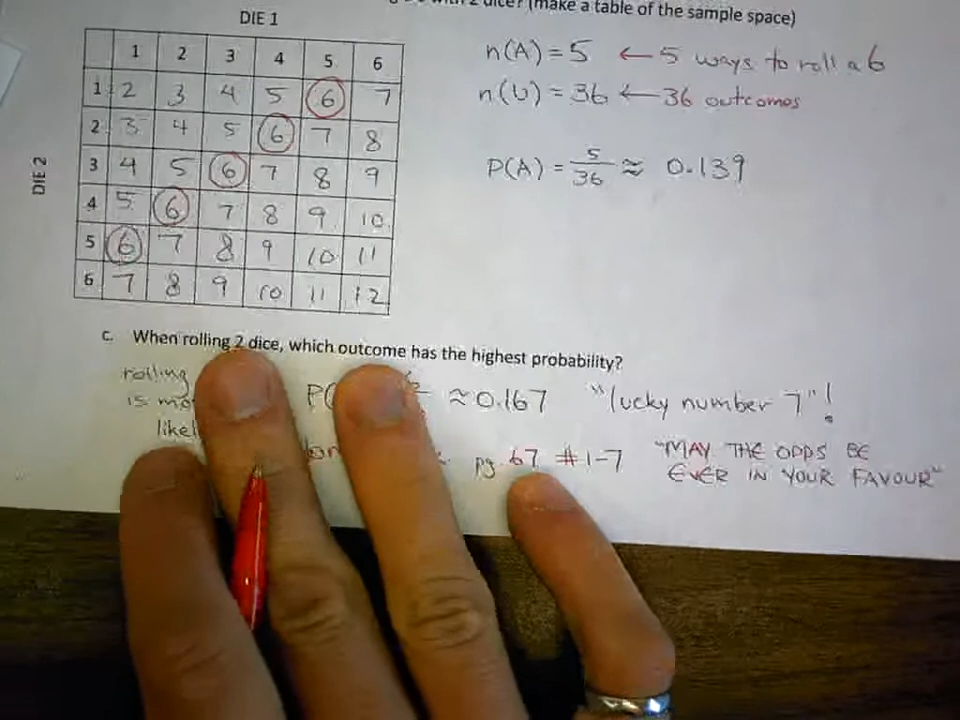 with 2 dice? (make a table of the sample space)
DIE 1
1 2 3 4 5 6
1 2 3 4 5 6 7
2 3 4 5 6 7 8
3 4 5 6 7 8 9
4 5 6 7 8 9 10
5 6 7 8 9 10 11
6 7 8 9 10 11 12
DIE 2
n(A) = 5 ← 5 ways to roll a 6
n(U) = 36 ← 36 outcomes
P(A) = 5/36 ≈ 0.139
c. When rolling 2 dice, which outcome has the highest probability?
rolling
is
P( ≈ 0.167 "lucky number 7"!
pg. 67 #1-7
"MAY THE ODDS BE
EVER IN YOUR FAVOUR"